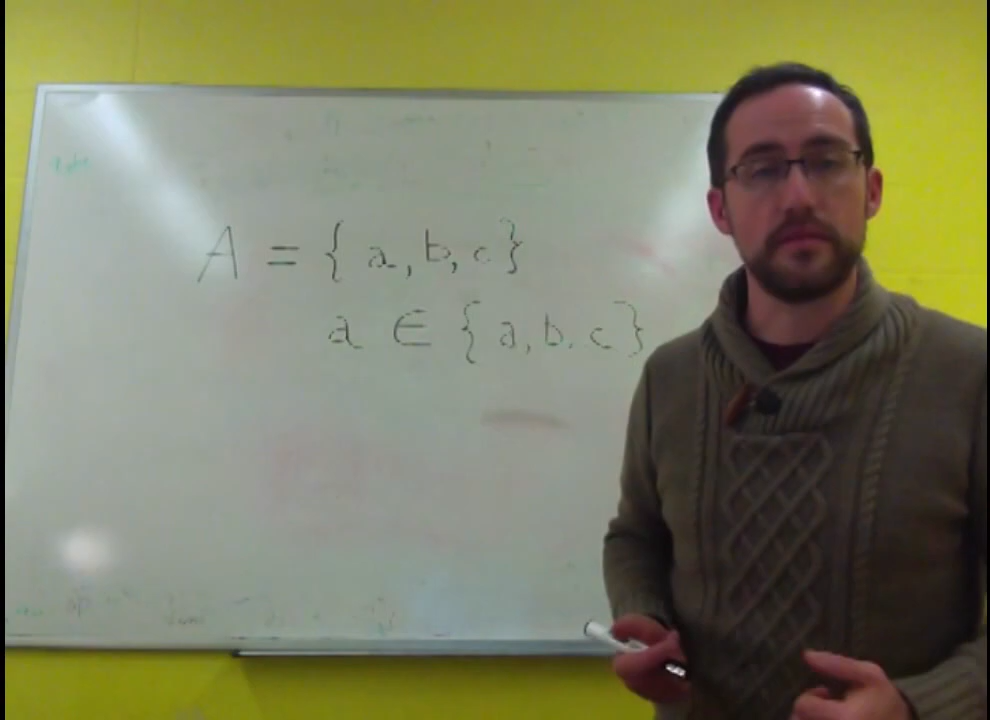 A = { a, b, c }
a ∈ { a, b, c }